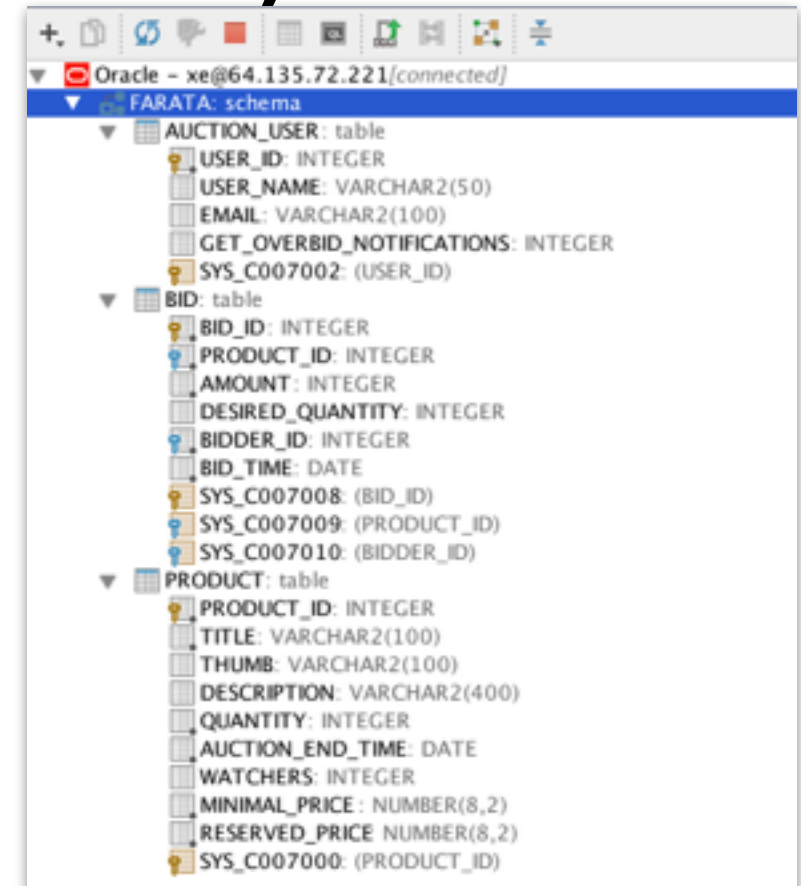 Oracle - xe@64.135.72.221[connected]
FARATA: schema
AUCTION_USER: table
USER_ID: INTEGER
USER_NAME: VARCHAR2(50)
EMAIL: VARCHAR2(100)
GET_OVERBID_NOTIFICATIONS: INTEGER
SYS_C007002: (USER_ID)
BID: table
BID_ID: INTEGER
PRODUCT_ID: INTEGER
AMOUNT: INTEGER
DESIRED_QUANTITY: INTEGER
BIDDER_ID: INTEGER
BID_TIME: DATE
SYS_C007008: (BID_ID)
SYS_C007009: (PRODUCT_ID)
SYS_C007010: (BIDDER_ID)
PRODUCT: table
PRODUCT_ID: INTEGER
TITLE: VARCHAR2(100)
THUMB: VARCHAR2(100)
DESCRIPTION: VARCHAR2(400)
QUANTITY: INTEGER
AUCTION_END_TIME: DATE
WATCHERS: INTEGER
MINIMAL_PRICE: NUMBER(8,2)
RESERVED_PRICE NUMBER(8,2)
SYS_C007000: (PRODUCT_ID)